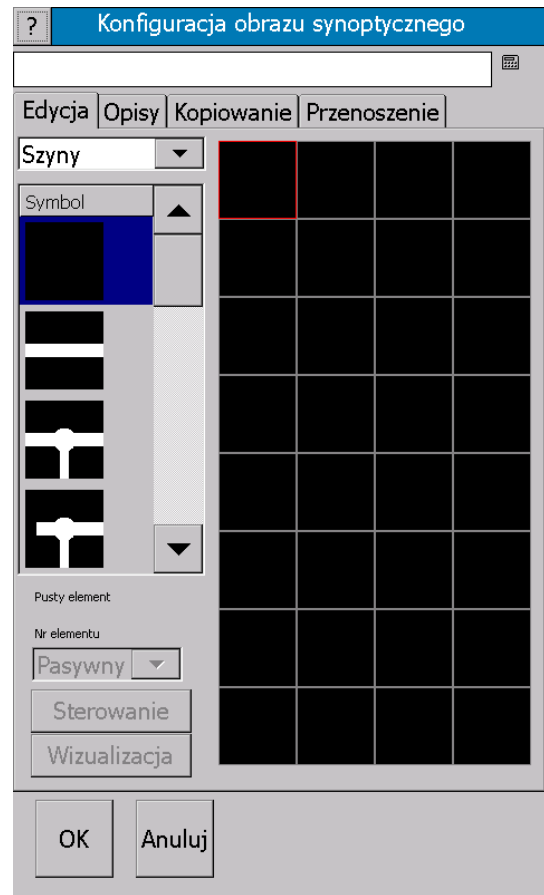 ? Konfiguracja obrazu synoptycznego
Edycja Opisy Kopiowanie Przenoszenie
Szyny
Symbol
Pusty element
Nr elementu
Pasywny
Sterowanie
Wizualizacja
OK Anuluj